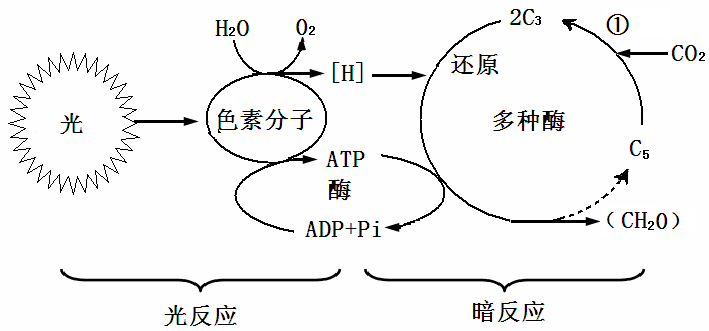 H₂O
O₂
2C₃
①
光
色素分子
[H]
还原
CO₂
多种酶
ATP
酶
C₅
ADP+Pi
（CH₂O）
光反应
暗反应